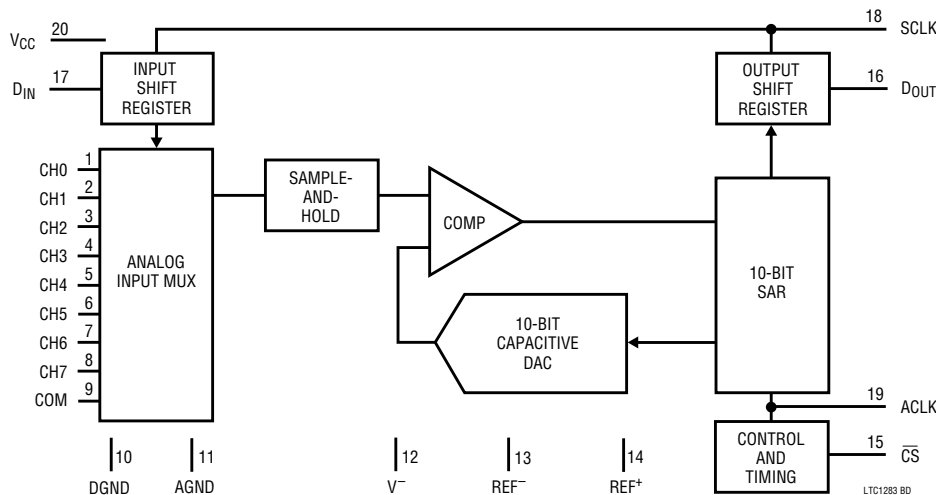 18 SCLK
VCC 20
INPUT
SHIFT
REGISTER
DIN 17
OUTPUT
SHIFT
REGISTER
16 DOUT
CH0 1
CH1 2
CH2 3
CH3 4
CH4 5
CH5 6
CH6 7
CH7 8
COM 9
ANALOG
INPUT MUX
SAMPLE-
AND-
HOLD
COMP
10-BIT
CAPACITIVE
DAC
10-BIT
SAR
19 ACLK
CONTROL
AND
TIMING
15 C̅S̅
10
DGND
11
AGND
12
V–
13
REF–
14
REF+
LTC1283 BD